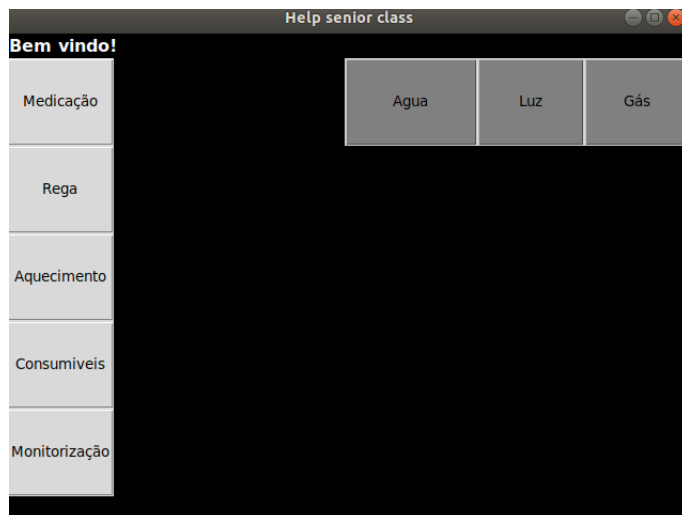 Help senior class
Bem vindo!
Medicação
Agua Luz Gás
Rega
Aquecimento
Consumiveis
Monitorização